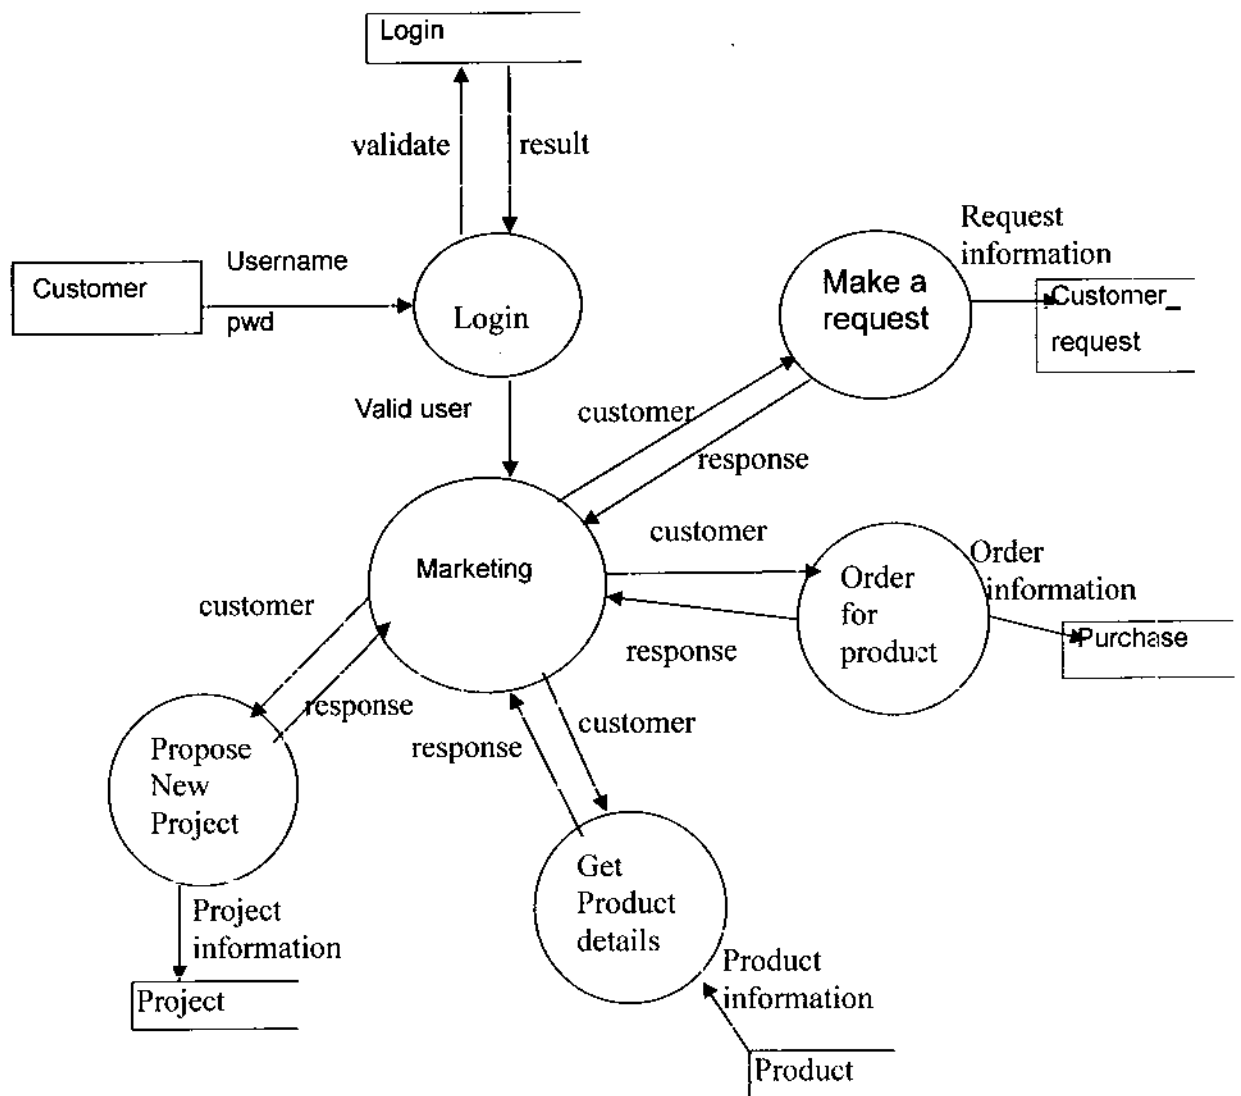 Login
validate
result
Request
information
Username
Customer
pwd
Login
Make a
request
Customer_
request
Valid user
customer
response
Marketing
customer
Order
information
Order
for
product
customer
response
Purchase
response
customer
response
Propose
New
Project
Get
Product
details
Project
information
Product
information
Project
Product